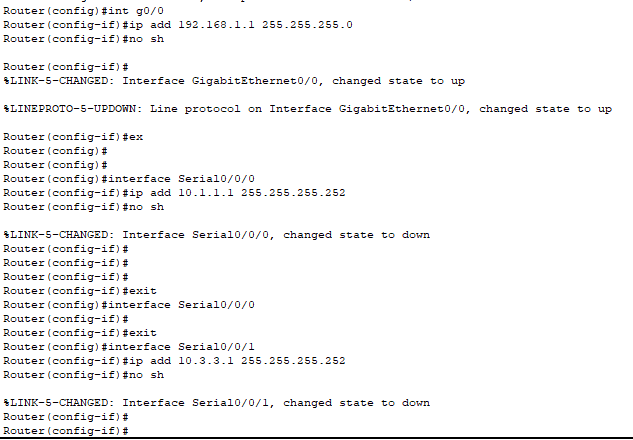 Router(config)#int g0/0
Router(config-if)#ip add 192.168.1.1 255.255.255.0
Router(config-if)#no sh
Router(config-if)#
%LINK-5-CHANGED: Interface GigabitEthernet0/0, changed state to up
%LINEPROTO-5-UPDOWN: Line protocol on Interface GigabitEthernet0/0, changed state to up
Router(config-if)#ex
Router(config)#
Router(config)#
Router(config)#interface Serial0/0/0
Router(config-if)#ip add 10.1.1.1 255.255.255.252
Router(config-if)#no sh
%LINK-5-CHANGED: Interface Serial0/0/0, changed state to down
Router(config-if)#
Router(config-if)#
Router(config-if)#
Router(config-if)#exit
Router(config)#interface Serial0/0/0
Router(config-if)#
Router(config-if)#exit
Router(config)#interface Serial0/0/1
Router(config-if)#ip add 10.3.3.1 255.255.255.252
Router(config-if)#no sh
%LINK-5-CHANGED: Interface Serial0/0/1, changed state to down
Router(config-if)#
Router(config-if)#